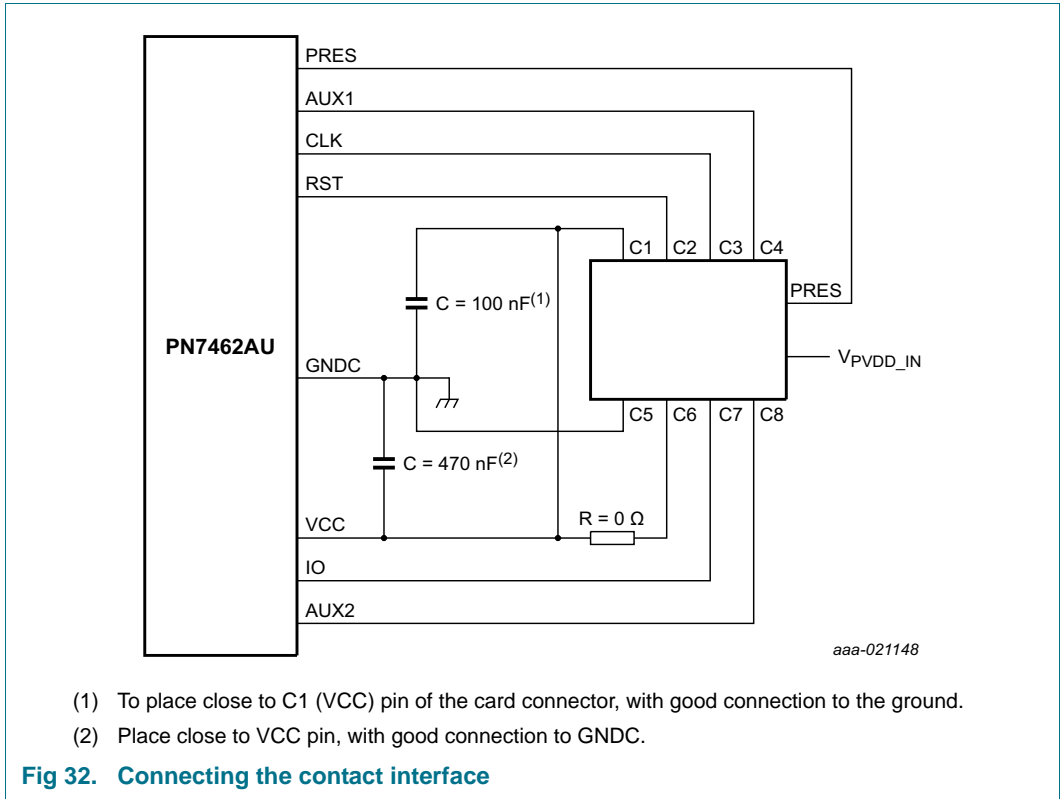 PRES
AUX1
CLK
RST
C1 C2 C3 C4
PRES
C = 100 nF(1)
PN7462AU
VPVDD_IN
GNDC
C5 C6 C7 C8
C = 470 nF(2)
VCC
R = 0 Ω
IO
AUX2
aaa-021148
(1) To place close to C1 (VCC) pin of the card connector, with good connection to the ground.
(2) Place close to VCC pin, with good connection to GNDC.
Fig 32. Connecting the contact interface